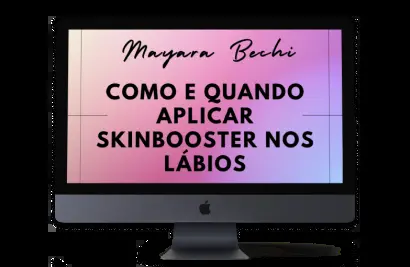 Mayara Bechi
COMO E QUANDO
APLICAR
SKINBOOSTER NOS
LÁBIOS